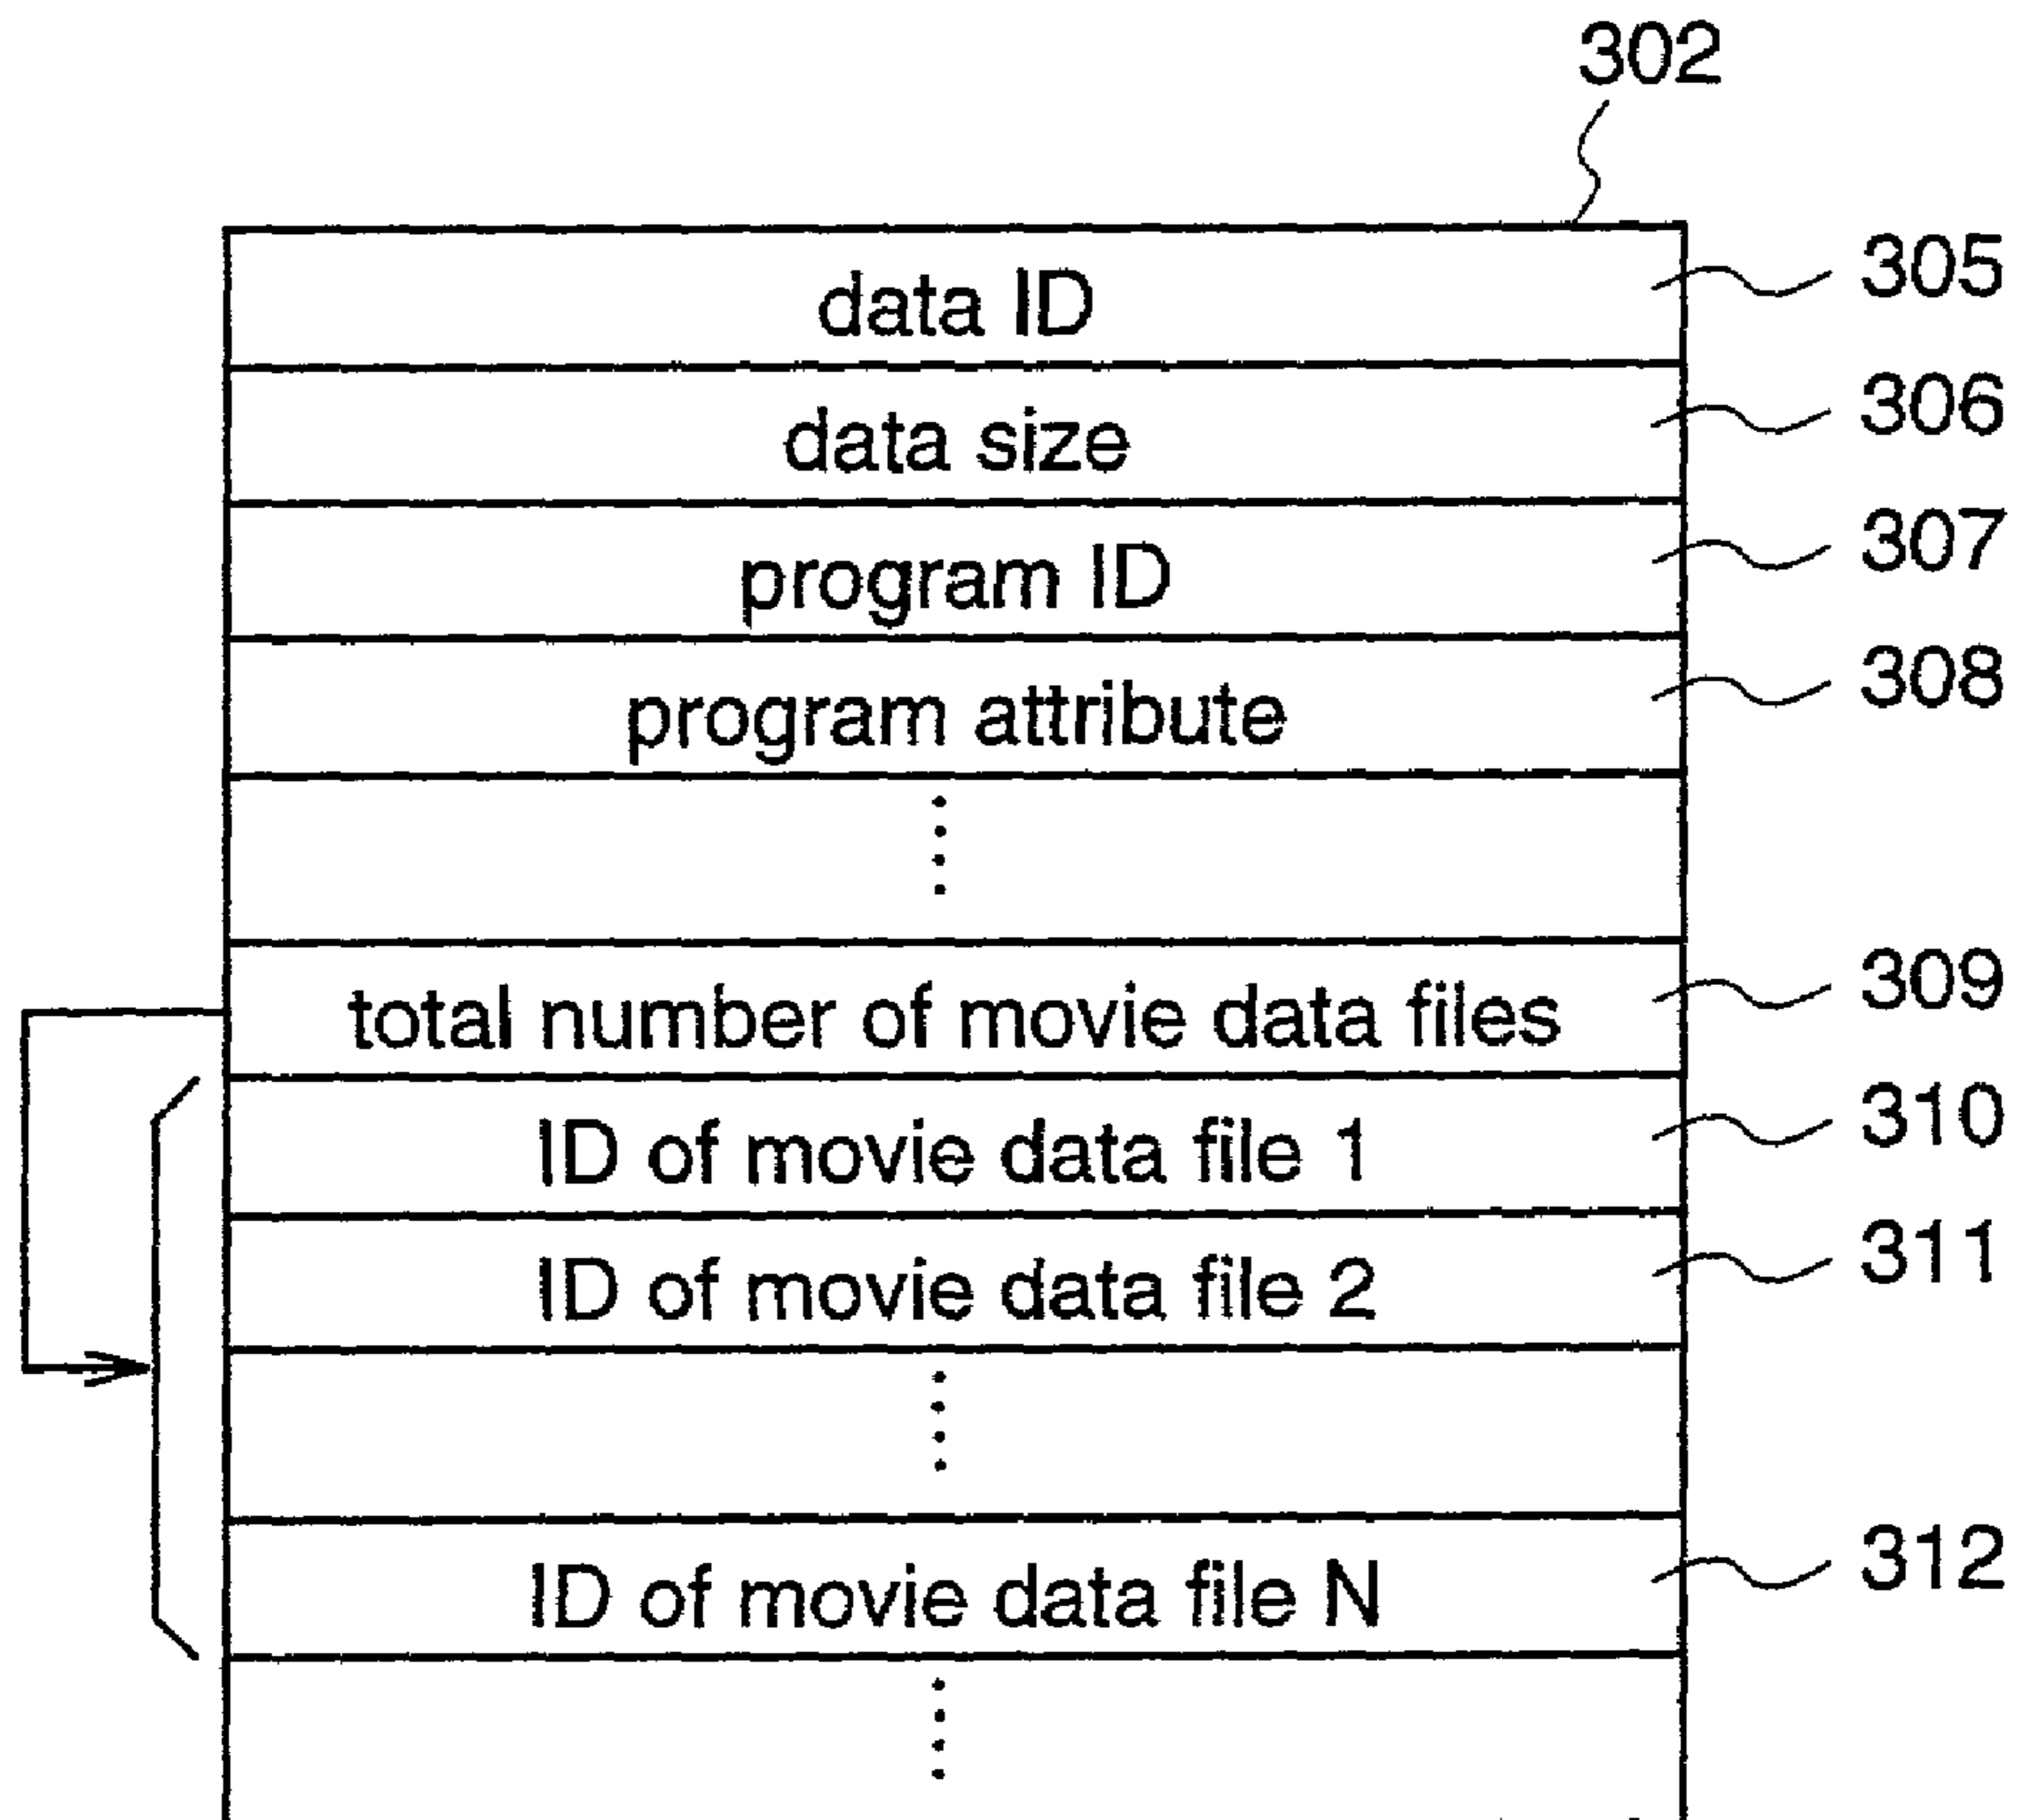 302
data ID 305
data size 306
program ID 307
program attribute 308
total number of movie data files 309
ID of movie data file 1 310
ID of movie data file 2 311
ID of movie data file N 312